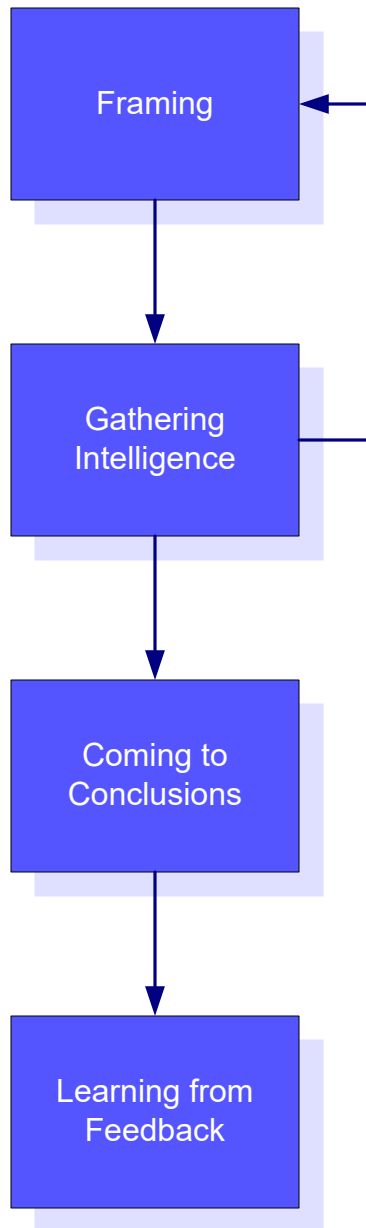 Framing
Gathering
Intelligence
Coming to
Conclusions
Learning from
Feedback